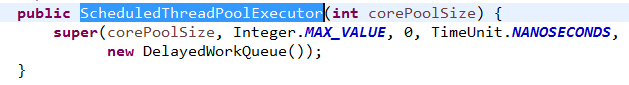 public ScheduledThreadPoolExecutor(int corePoolSize) {
super(corePoolSize, Integer.MAX_VALUE, 0, TimeUnit.NANOSECONDS,
new DelayedWorkQueue());
}